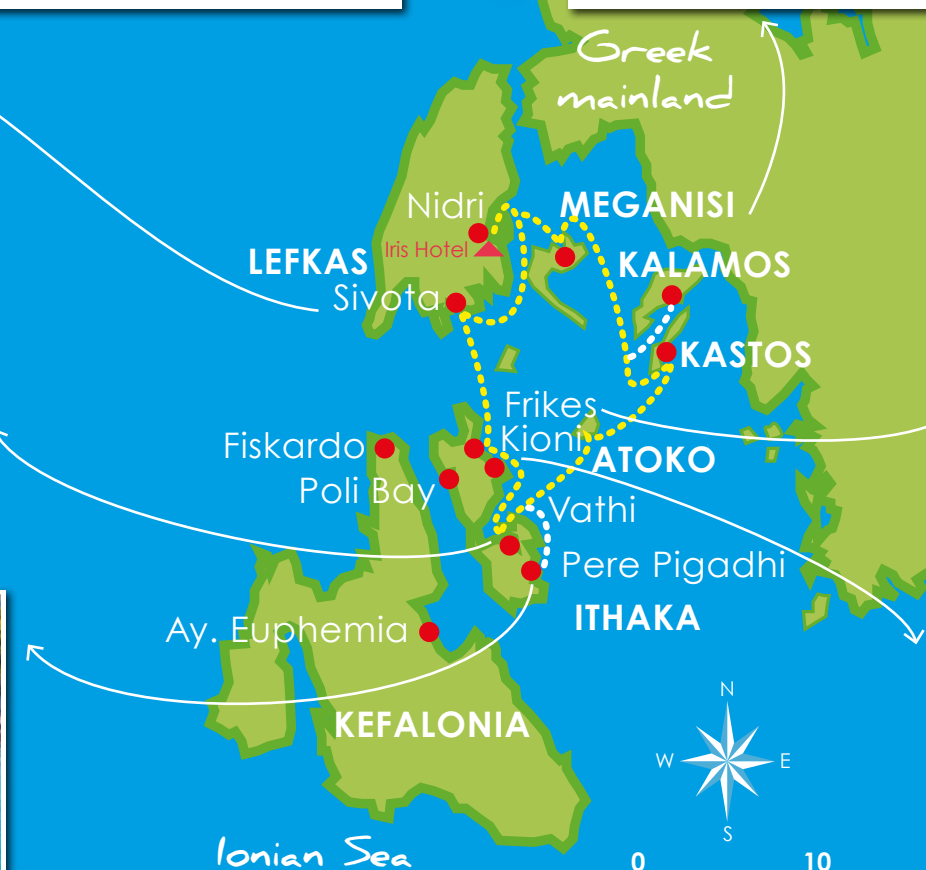 Greek
mainland
Nidri
MEGANISI
Iris Hotel
LEFKAS
KALAMOS
Sivota
KASTOS
Frikes
Fiskardo
Kioni
ATOKO
Poli Bay
Vathi
Pere Pigadhi
ITHAKA
Ay. Euphemia
N
KEFALONIA
W
E
S
Ionian Sea
0
10